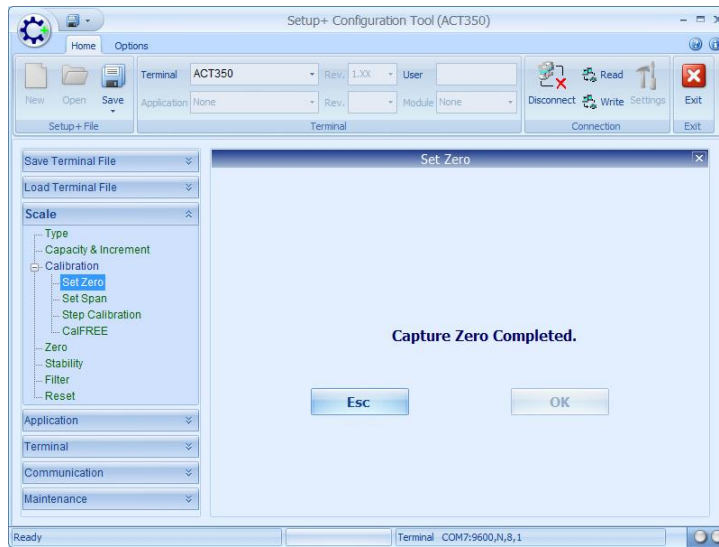 Setup+ Configuration Tool (ACT350)
Home Options
Terminal ACT350 Rev. 1.XX User
Application None Rev. Module None
New Open Save
Disconnect Read Write Settings
Exit
Setup+File Terminal Connection Exit
Save Terminal File
Load Terminal File
Scale
Type
Capacity & Increment
Calibration
Set Zero
Set Span
Step Calibration
CalFREE
Zero
Stability
Filter
Reset
Application
Terminal
Communication
Maintenance
Set Zero
Capture Zero Completed.
Esc OK
Ready Terminal COM7:9600,N,8,1